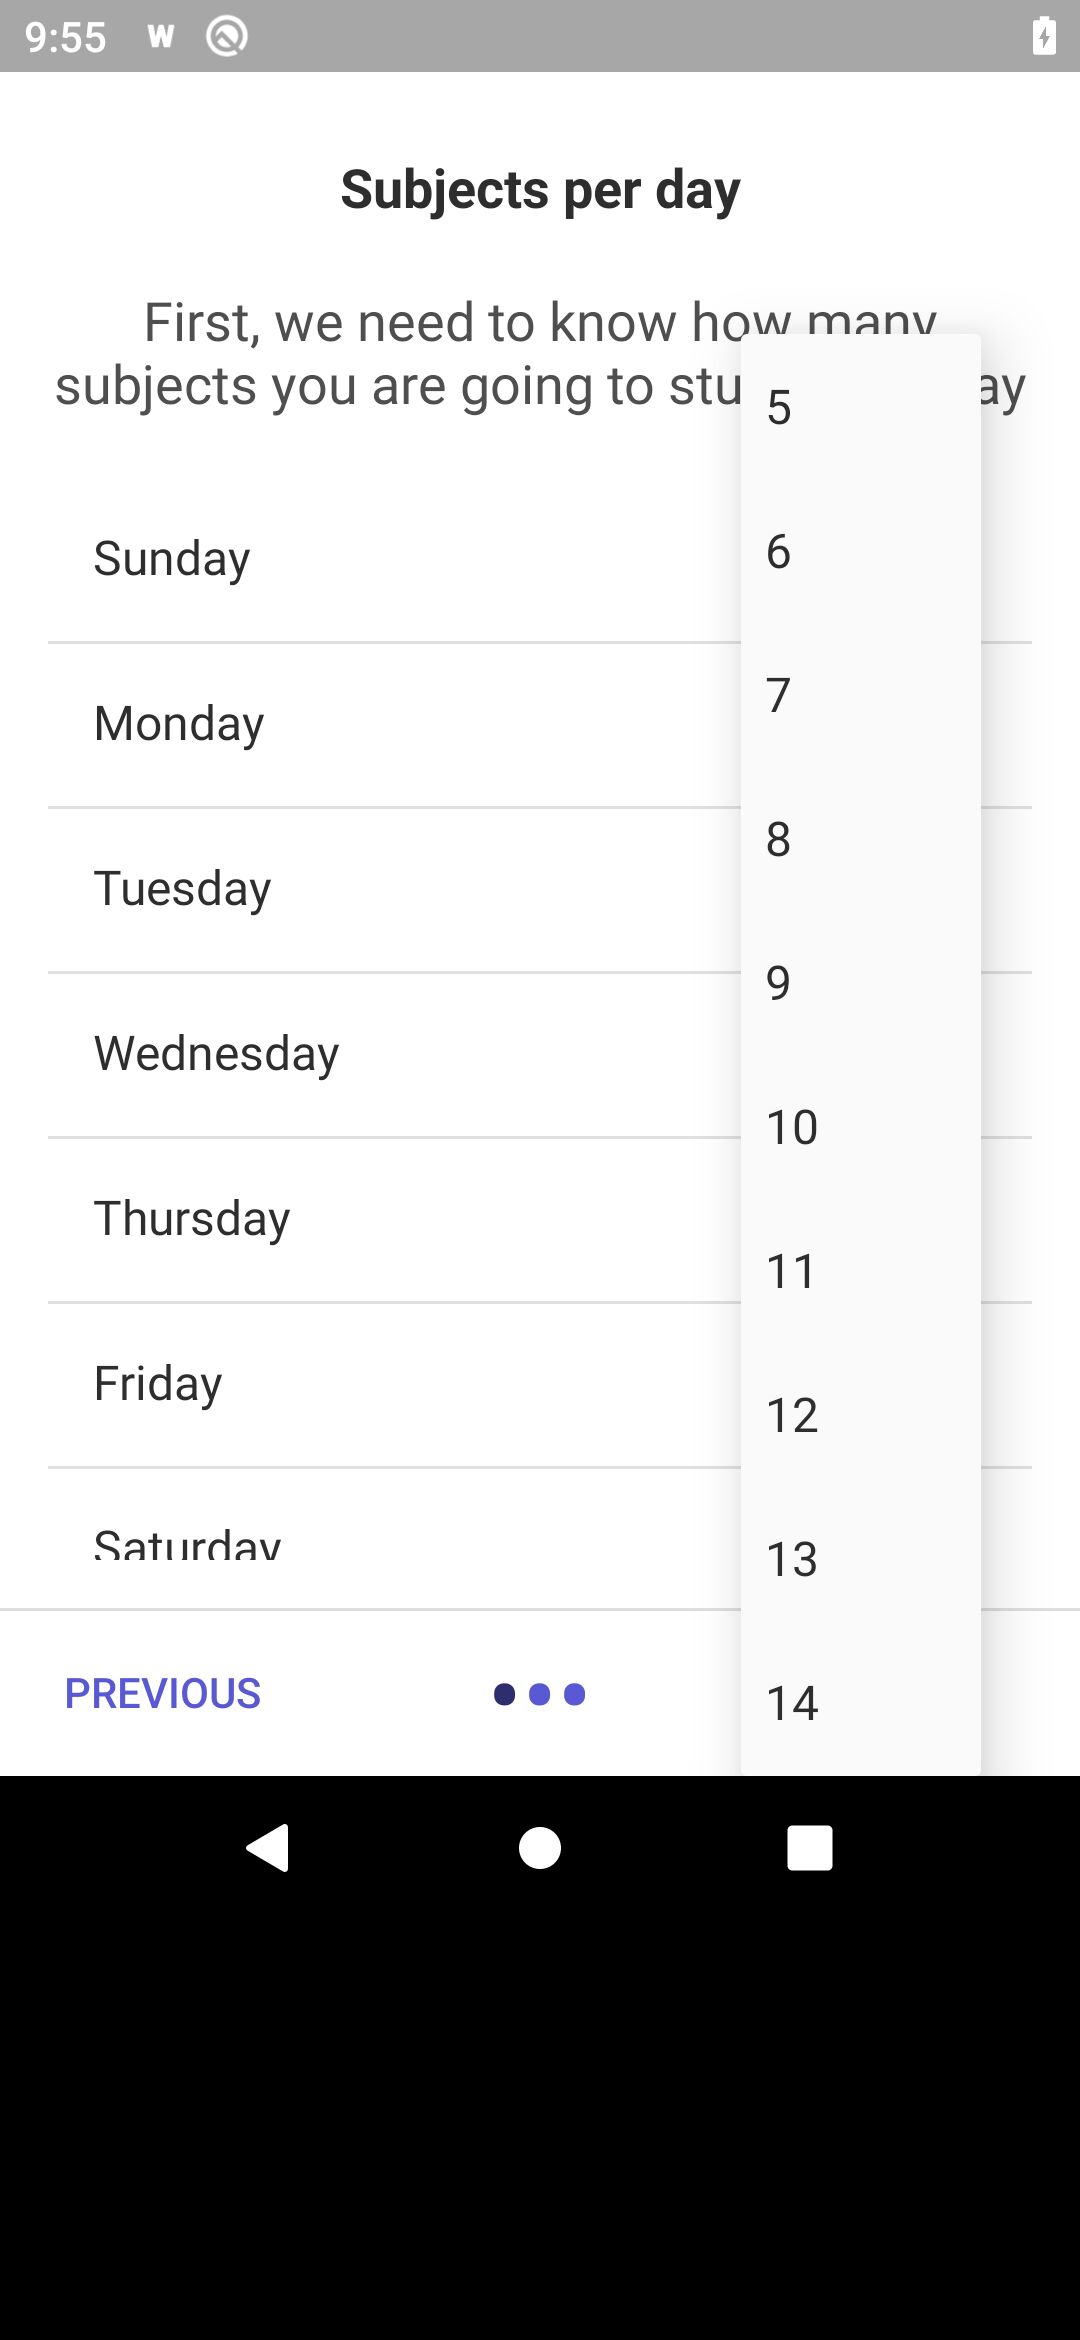 9:55
Subjects per day
First, we need to know how many
subjects you are going to stu ay
5
6
7
8
9
10
11
12
13
14
Sunday
Monday
Tuesday
Wednesday
Thursday
Friday
Saturday
PREVIOUS